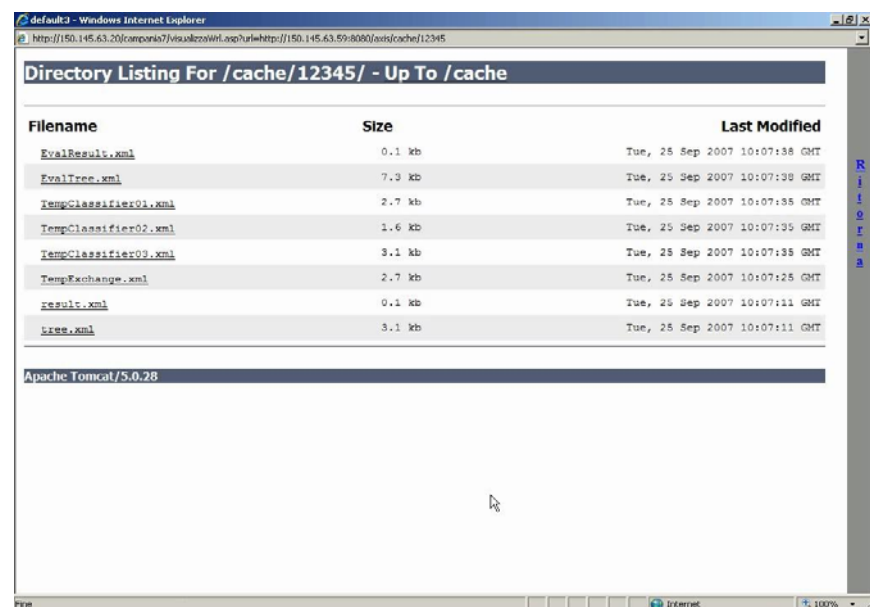 default3 - Windows Internet Explorer
http://150.145.63.20/campania7/visualizzaWrl.asp?url=http://150.145.63.59:8080/axis/cache/12345
Directory Listing For /cache/12345/ - Up To /cache
Filename Size Last Modified
EvalResult.xml 0.1 kb Tue, 25 Sep 2007 10:07:38 GMT
EvalTree.xml 7.3 kb Tue, 25 Sep 2007 10:07:38 GMT
TempClassifier01.xml 2.7 kb Tue, 25 Sep 2007 10:07:35 GMT
TempClassifier02.xml 1.6 kb Tue, 25 Sep 2007 10:07:35 GMT
TempClassifier03.xml 3.1 kb Tue, 25 Sep 2007 10:07:35 GMT
TempExchange.xml 2.7 kb Tue, 25 Sep 2007 10:07:25 GMT
result.xml 0.1 kb Tue, 25 Sep 2007 10:07:11 GMT
tree.xml 3.1 kb Tue, 25 Sep 2007 10:07:11 GMT
Apache Tomcat/5.0.28
Ritorna
Fine Internet 100%